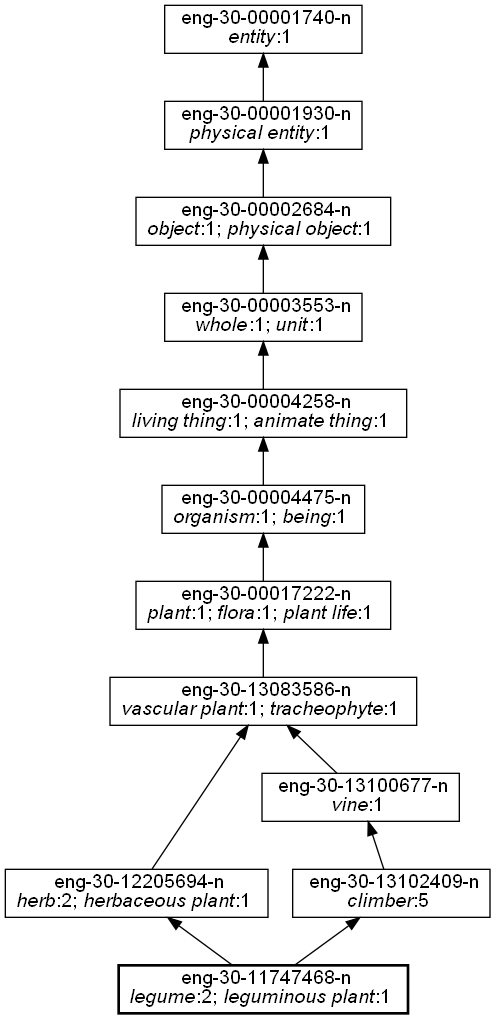 eng-30-00001740-n
entity:1
eng-30-00001930-n
physical entity:1
eng-30-00002684-n
object:1; physical object:1
eng-30-00003553-n
whole:1; unit:1
eng-30-00004258-n
living thing:1; animate thing:1
eng-30-00004475-n
organism:1; being:1
eng-30-00017222-n
plant:1; flora:1; plant life:1
eng-30-13083586-n
vascular plant:1; tracheophyte:1
eng-30-13100677-n
vine:1
eng-30-12205694-n
herb:2; herbaceous plant:1
eng-30-13102409-n
climber:5
eng-30-11747468-n
legume:2; leguminous plant:1